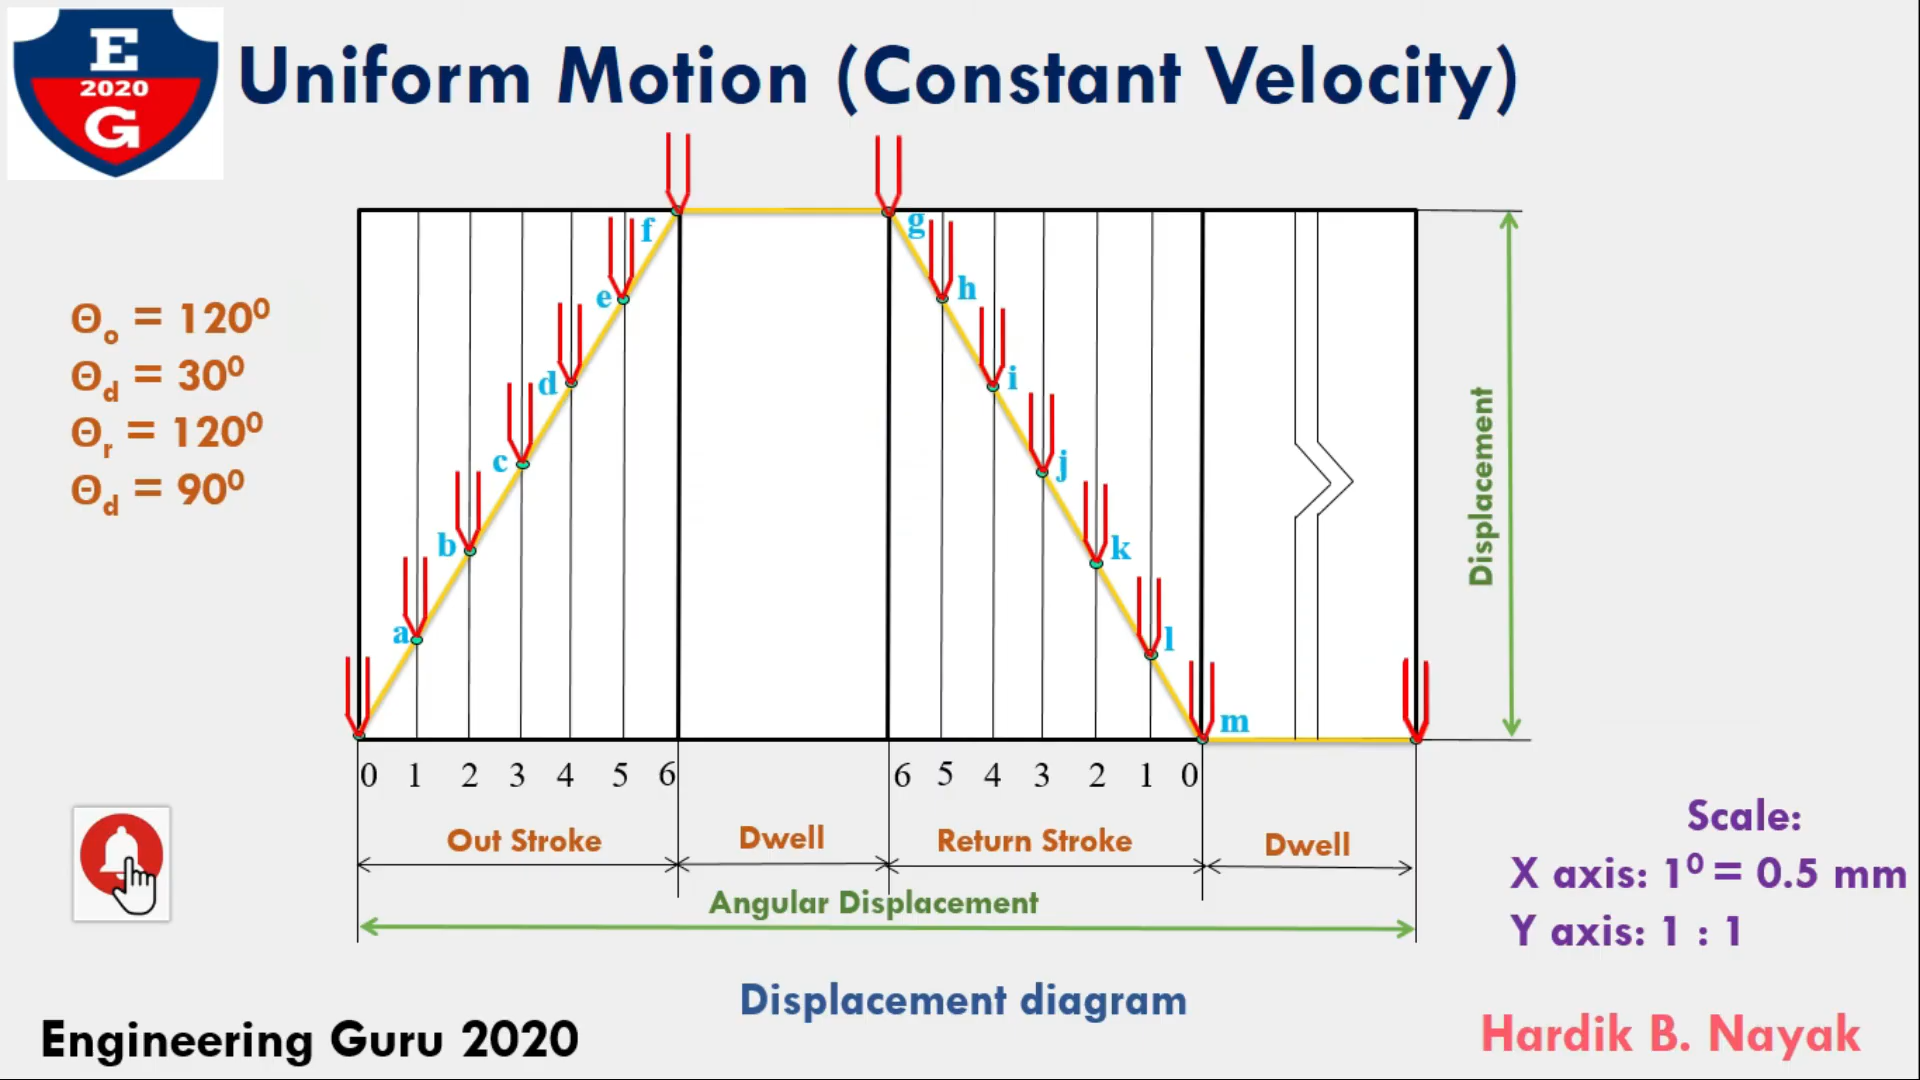 E
2020
G
Uniform Motion (Constant Velocity)
Θo = 120⁰
Θd = 30⁰
Θr = 120⁰
Θd = 90⁰
f
g
e
h
d
i
c
j
b
k
a
l
m
Displacement
0 1 2 3 4 5 6 6 5 4 3 2 1 0
Out Stroke
Dwell
Return Stroke
Dwell
Angular Displacement
Scale:
X axis: 1⁰ = 0.5 mm
Y axis: 1 : 1
Displacement diagram
Engineering Guru 2020
Hardik B. Nayak